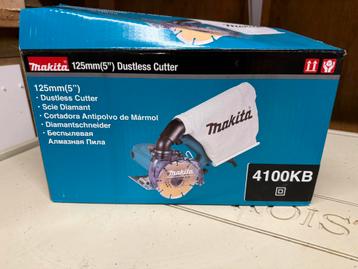 makita 125mm(5") Dustless Cutter
125mm(5")
· Dustless Cutter
· Scie Diamant
· Cortadora Antipolvo de Mármol
· Diamantschneider
· Беспылевая
Алмазная Пила
makita
makita
4100KB